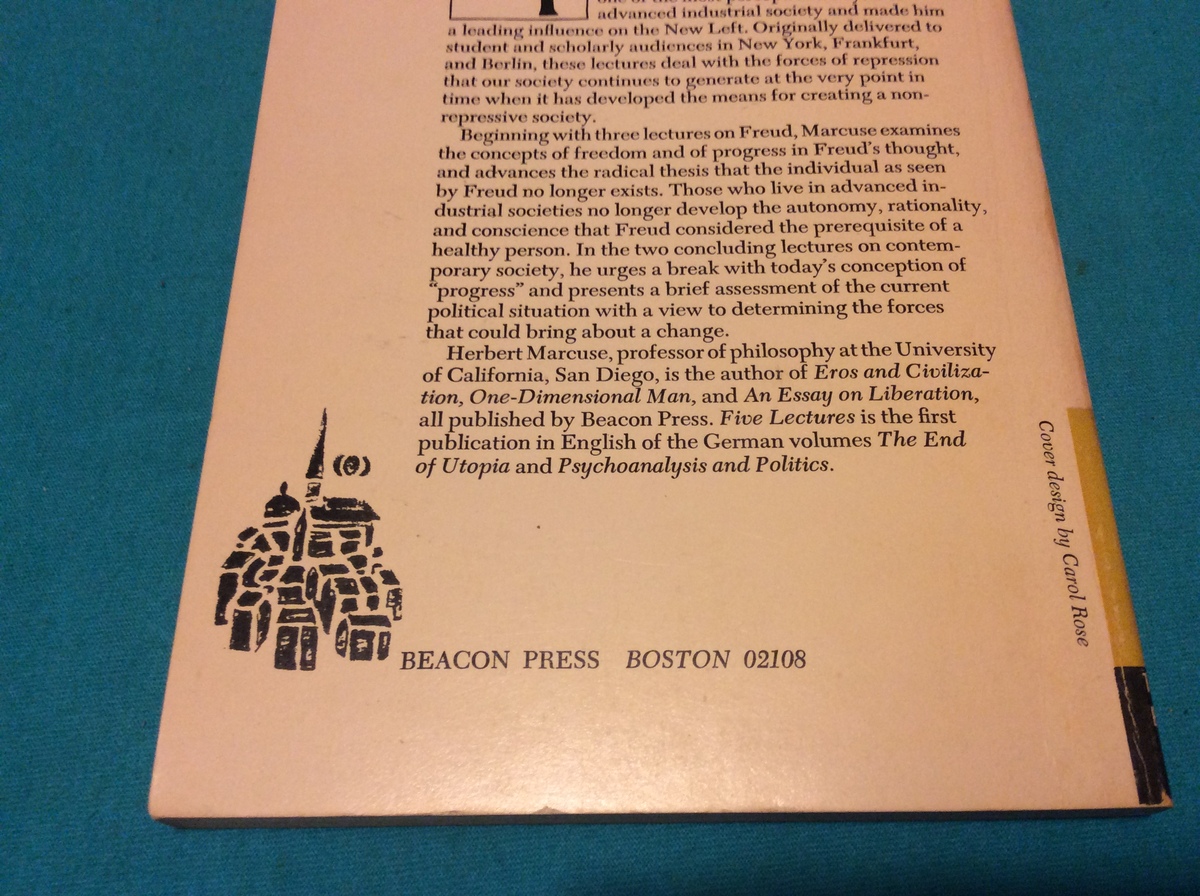 advanced industrial society and made him
a leading influence on the New Left. Originally delivered to
student and scholarly audiences in New York, Frankfurt,
and Berlin, these lectures deal with the forces of repression
that our society continues to generate at the very point in
time when it has developed the means for creating a non-
repressive society.
Beginning with three lectures on Freud, Marcuse examines
the concepts of freedom and of progress in Freud's thought,
and advances the radical thesis that the individual as seen
by Freud no longer exists. Those who live in advanced in-
dustrial societies no longer develop the autonomy, rationality,
and conscience that Freud considered the prerequisite of a
healthy person. In the two concluding lectures on contem-
porary society, he urges a break with today's conception of
"progress" and presents a brief assessment of the current
political situation with a view to determining the forces
that could bring about a change.
Herbert Marcuse, professor of philosophy at the University
of California, San Diego, is the author of Eros and Civiliza-
tion, One-Dimensional Man, and An Essay on Liberation,
all published by Beacon Press. Five Lectures is the first
publication in English of the German volumes The End
of Utopia and Psychoanalysis and Politics.
Cover design by Carol Rose
BEACON PRESS BOSTON 02108